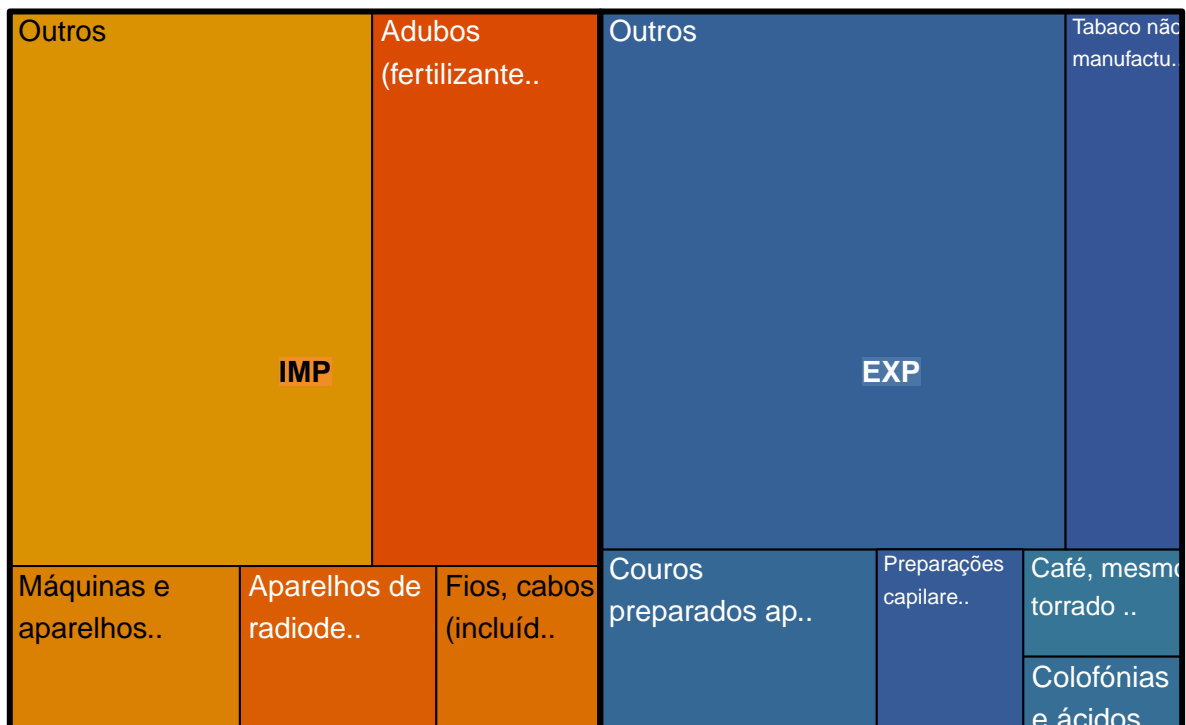 Outros
Adubos
(fertilizante..
IMP
Máquinas e
aparelhos..
Aparelhos de
radiode..
Fios, cabos
(incluíd..
Outros
Tabaco não
manufactu..
EXP
Couros
preparados ap..
Preparações
capilare..
Café, mesmo
torrado ..
Colofónias
e ácidos